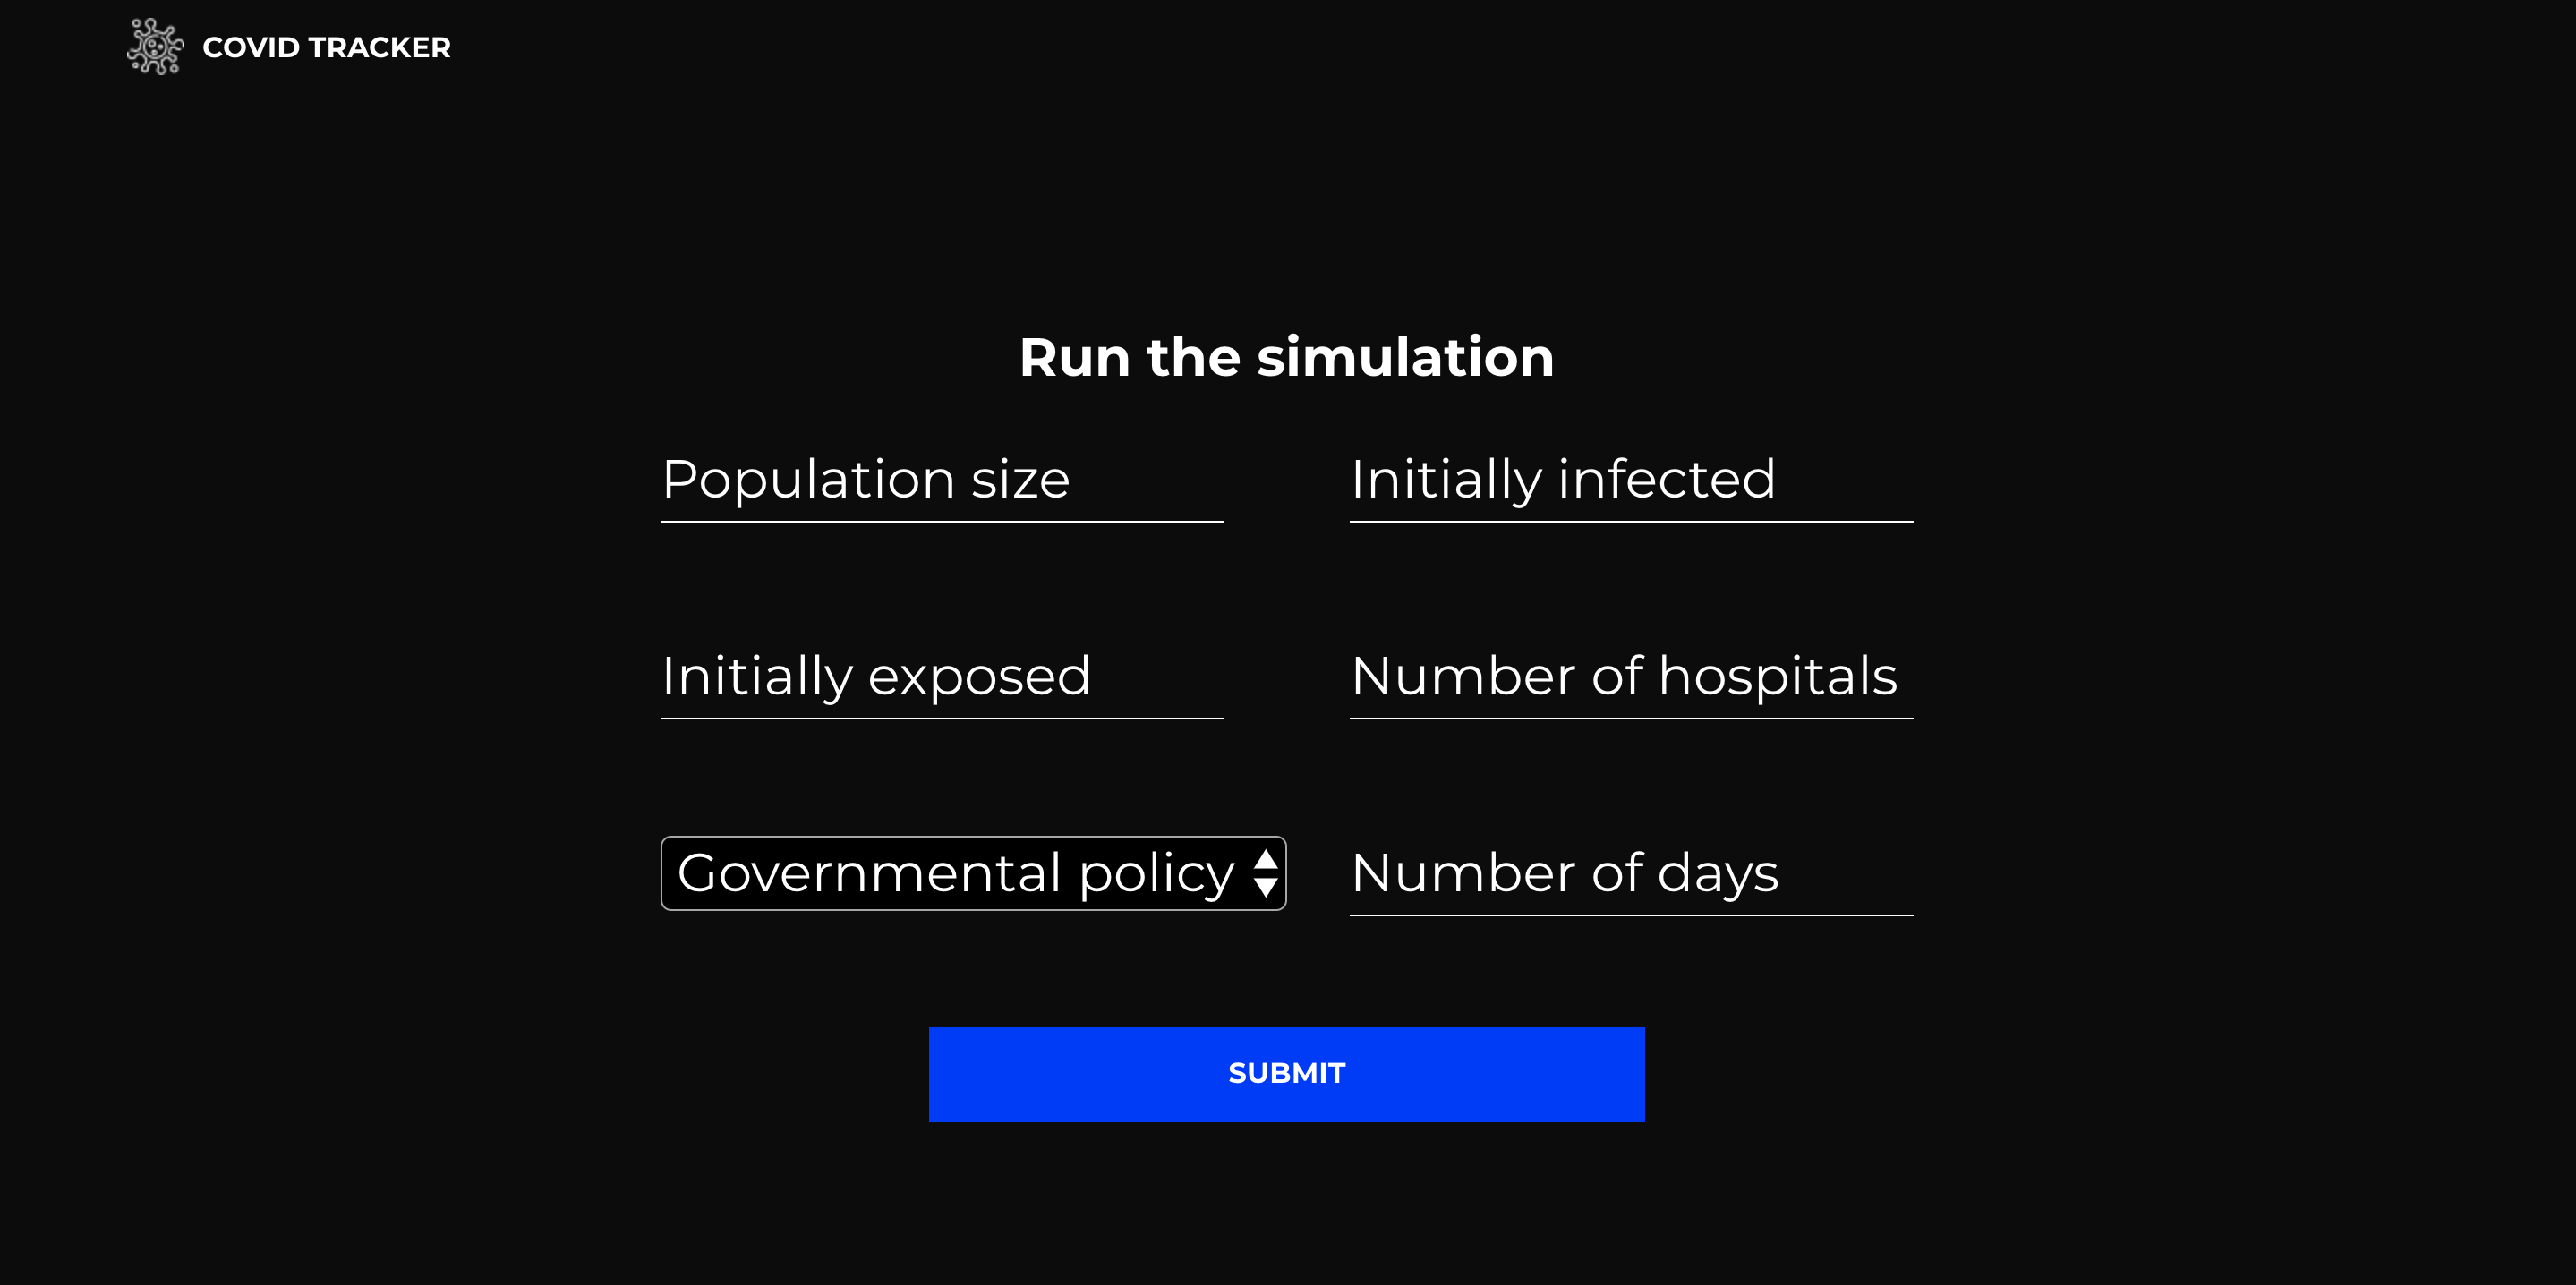 COVID TRACKER
Run the simulation
Population size
Initially infected
Initially exposed
Number of hospitals
Governmental policy
Number of days
SUBMIT